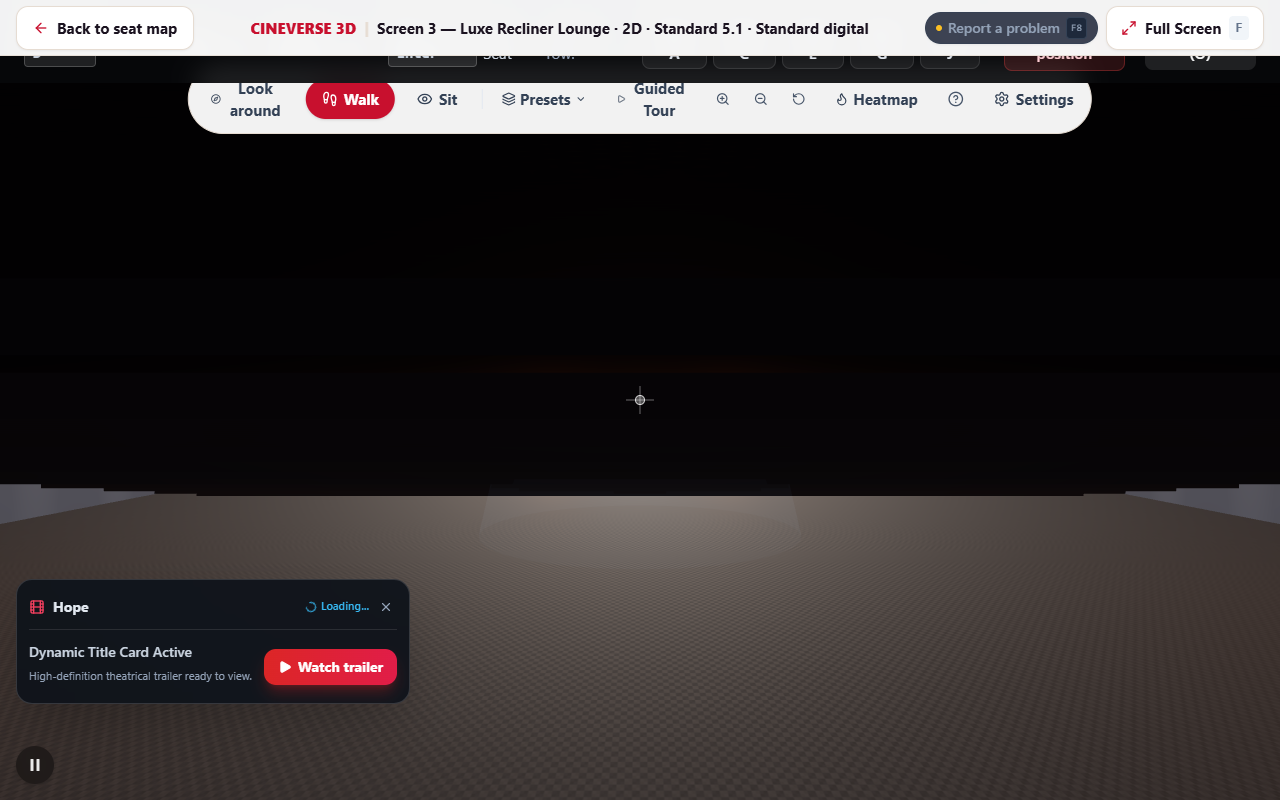 Back to seat map
CINEVERSE 3D | Screen 3 — Luxe Recliner Lounge · 2D · Standard 5.1 · Standard digital
Report a problem F8
Full Screen F
Look around
Walk
Sit
Presets
Guided Tour
Heatmap
Settings
Hope
Loading...
Dynamic Title Card Active
High-definition theatrical trailer ready to view.
Watch trailer